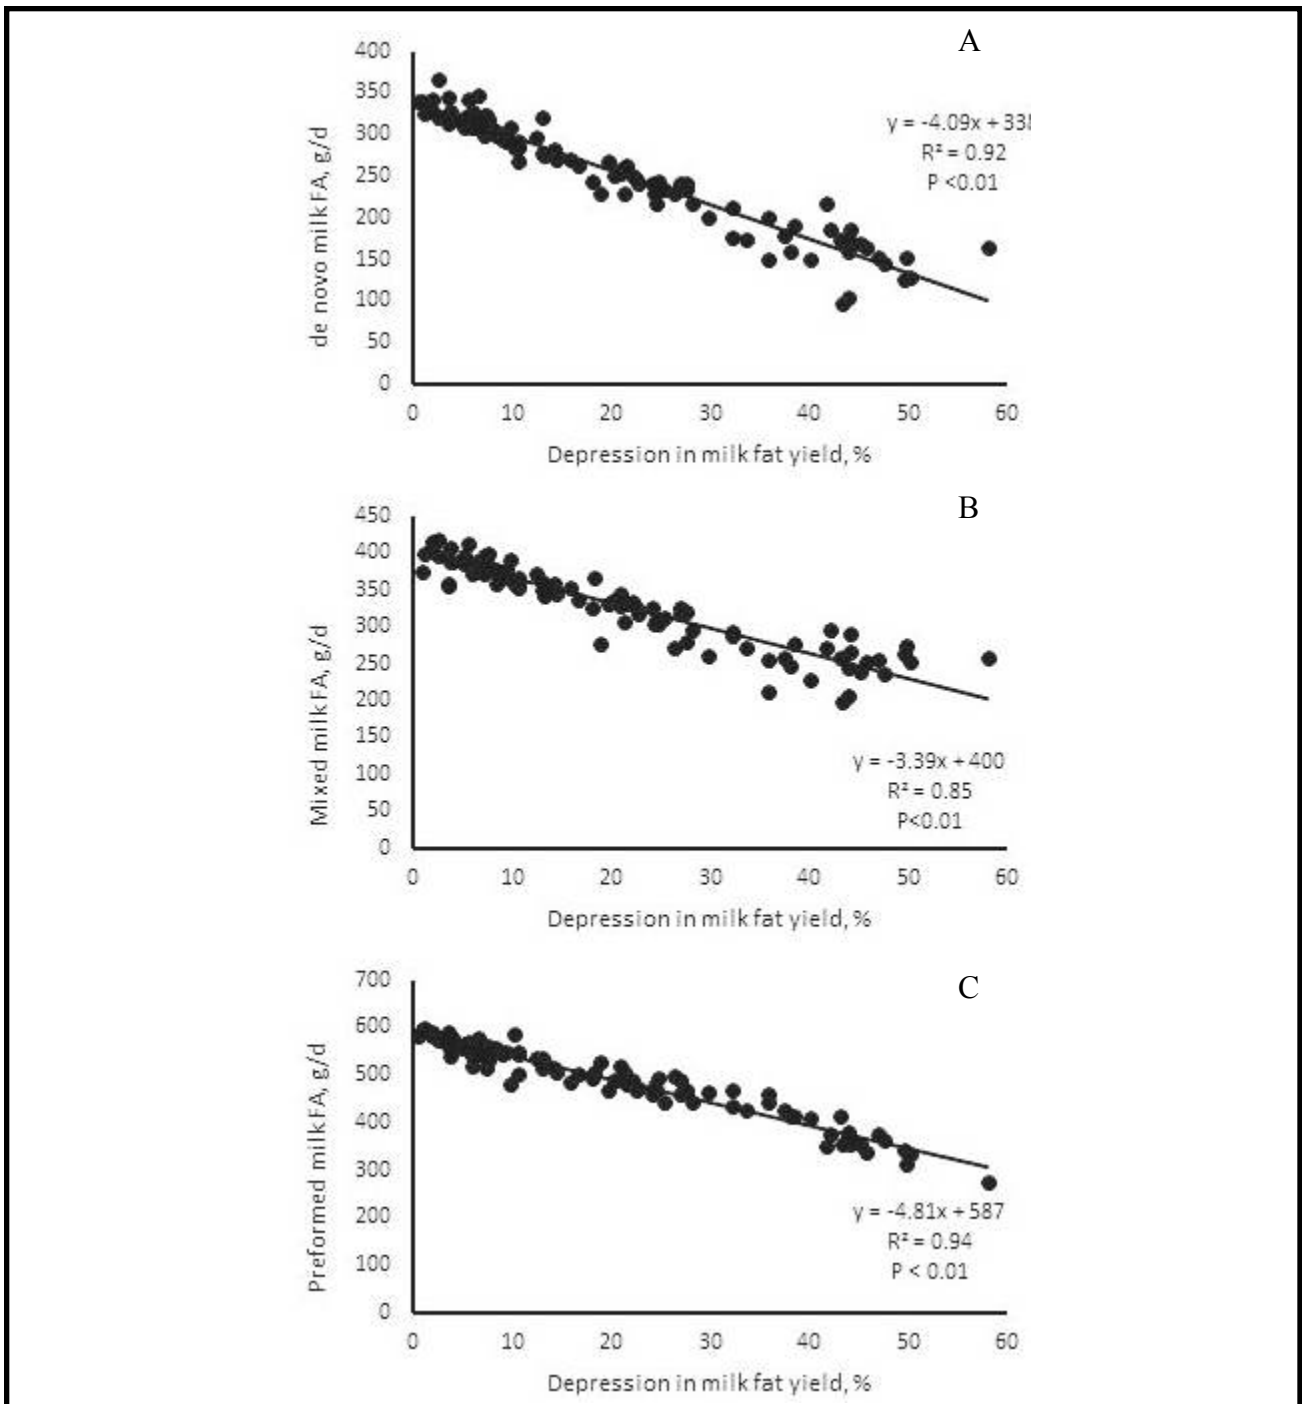 A
400
350
300
250
200
150
100
50
0
de novo milk FA, g/d
y = -4.09x + 33
R² = 0.92
P <0.01
0 10 20 30 40 50 60
Depression in milk fat yield, %
B
450
400
350
300
250
200
150
100
50
0
Mixed milk FA, g/d
y = -3.39x + 400
R² = 0.85
P<0.01
0 10 20 30 40 50 60
Depression in milk fat yield, %
C
700
600
500
400
300
200
100
0
Preformed milk FA, g/d
y = -4.81x + 587
R² = 0.94
P < 0.01
0 10 20 30 40 50 60
Depression in milk fat yield, %